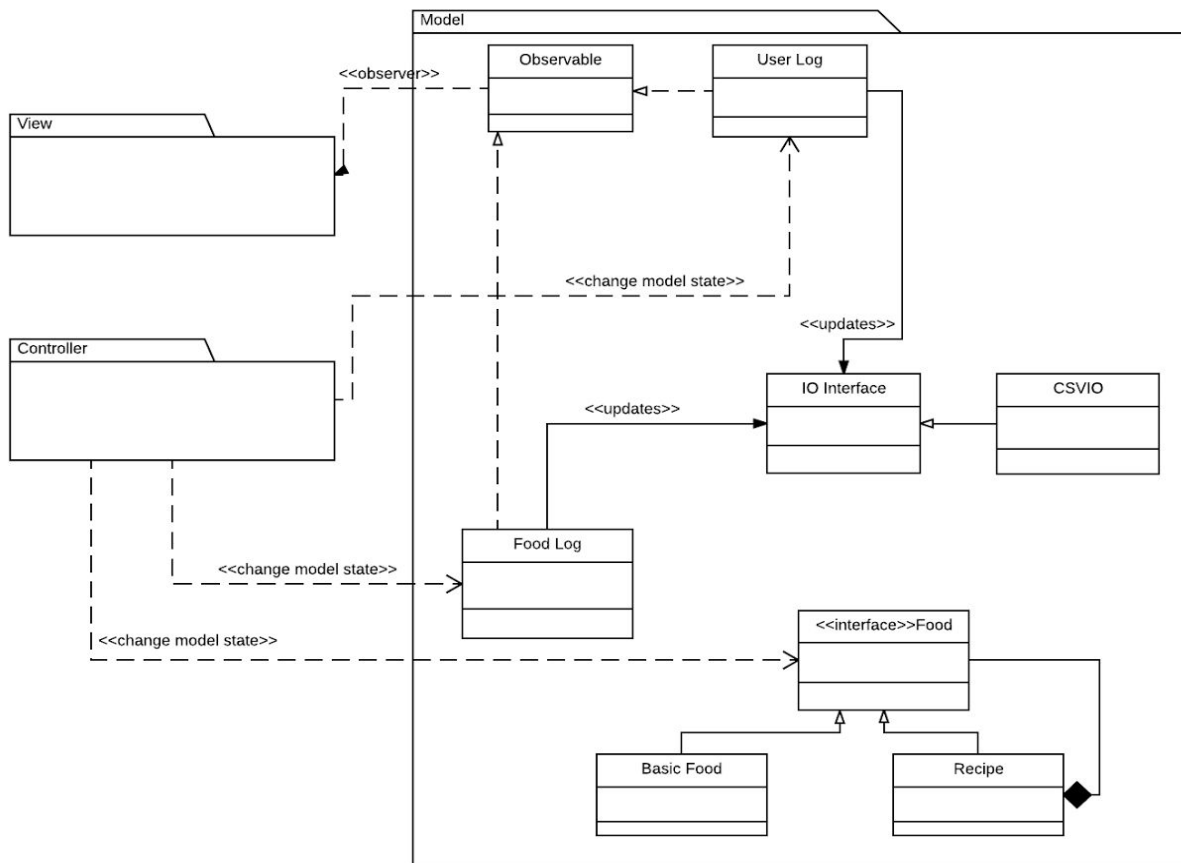 Model
Observable
User Log
<<observer>>
View
<<change model state>>
<<updates>>
Controller
IO Interface
CSVIO
<<updates>>
Food Log
<<change model state>>
<<interface>>Food
<<change model state>>
Basic Food
Recipe